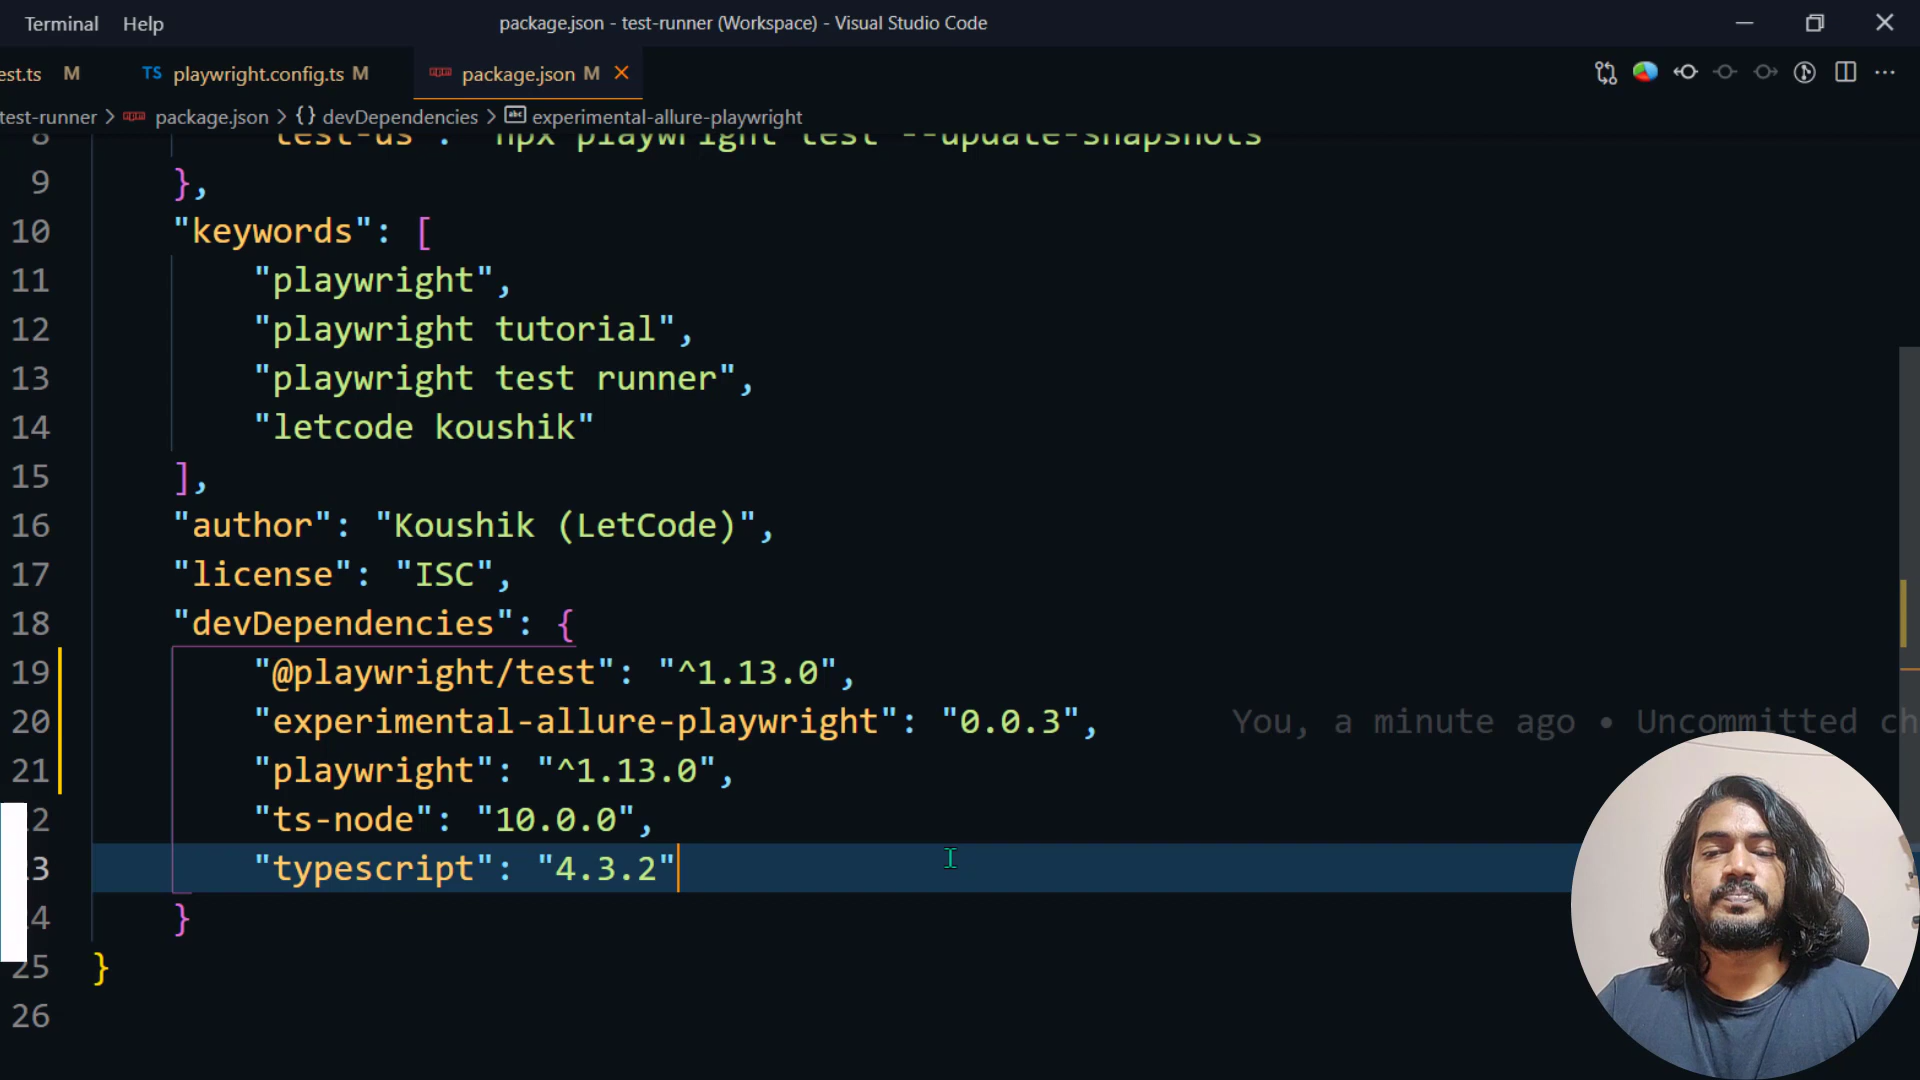 Terminal Help package.json - test-runner (Workspace) - Visual Studio Code
est.ts M TS playwright.config.ts M package.json M
test-runner > package.json > {} devDependencies > experimental-allure-playwright
8 "test-us": "npx playwright test --update-snapshots"
9 },
10 "keywords": [
11 "playwright",
12 "playwright tutorial",
13 "playwright test runner",
14 "letcode koushik"
15 ],
16 "author": "Koushik (LetCode)",
17 "license": "ISC",
18 "devDependencies": {
19 "@playwright/test": "^1.13.0",
20 "experimental-allure-playwright": "0.0.3", You, a minute ago • Uncommitted ch
21 "playwright": "^1.13.0",
2 "ts-node": "10.0.0",
3 "typescript": "4.3.2"
4 }
25 }
26